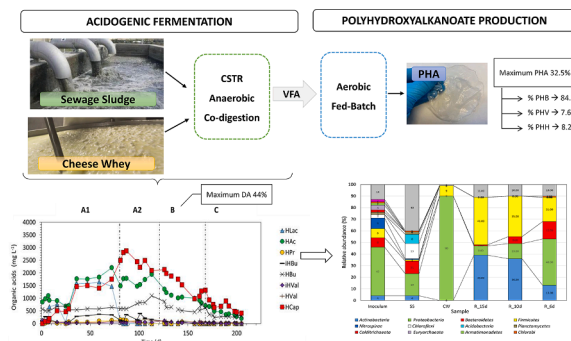 ACIDOGENIC FERMENTATION
POLYHYDROXYALKANOATE PRODUCTION
Sewage Sludge
Cheese Whey
CSTR
Anaerobic
Co-digestion
VFA
Aerobic
Fed-Batch
PHA
Maximum PHA 32.5%
% PHB → 84.
% PHV → 7.6
% PHH → 8.2
Maximum DA 44%
A1 A2 B C
Organic acids (mg L-1)
4000
3500
3000
2500
2000
1500
1000
500
0
0 50 100 150 200
HLac
HAc
HPr
iHBu
HBu
iHVal
HVal
HCap
Relative abundance (%)
100
90
80
70
60
50
40
30
20
10
0
Inoculum SS CW R_15d R_32d R_6d
Sample
Actinobacteria Proteobacteria Bacteroidetes Firmicutes
Nitrospirae Chloroflexi Acidobacteria Planctomycetes
Caldithrichaeota Euryarchaeota Armatimonadetes Chlorobi